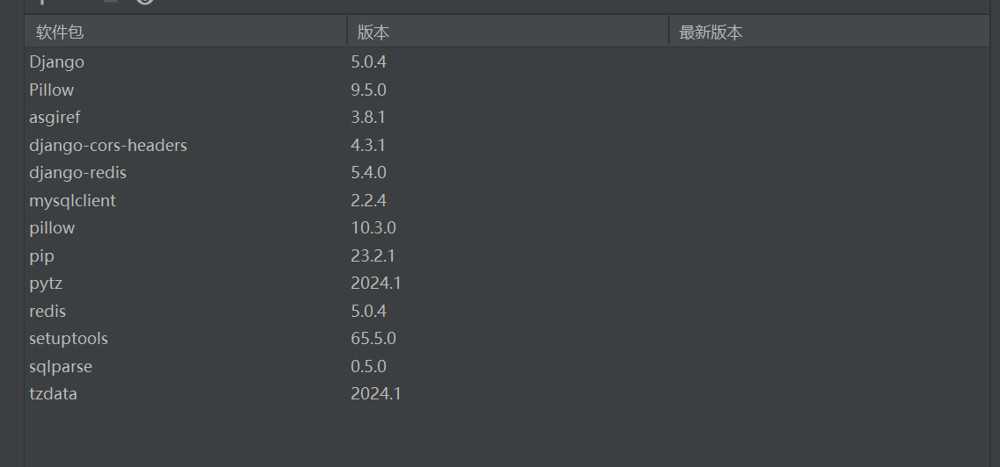 软件包 版本 最新版本
Django 5.0.4
Pillow 9.5.0
asgiref 3.8.1
django-cors-headers 4.3.1
django-redis 5.4.0
mysqlclient 2.2.4
pillow 10.3.0
pip 23.2.1
pytz 2024.1
redis 5.0.4
setuptools 65.5.0
sqlparse 0.5.0
tzdata 2024.1